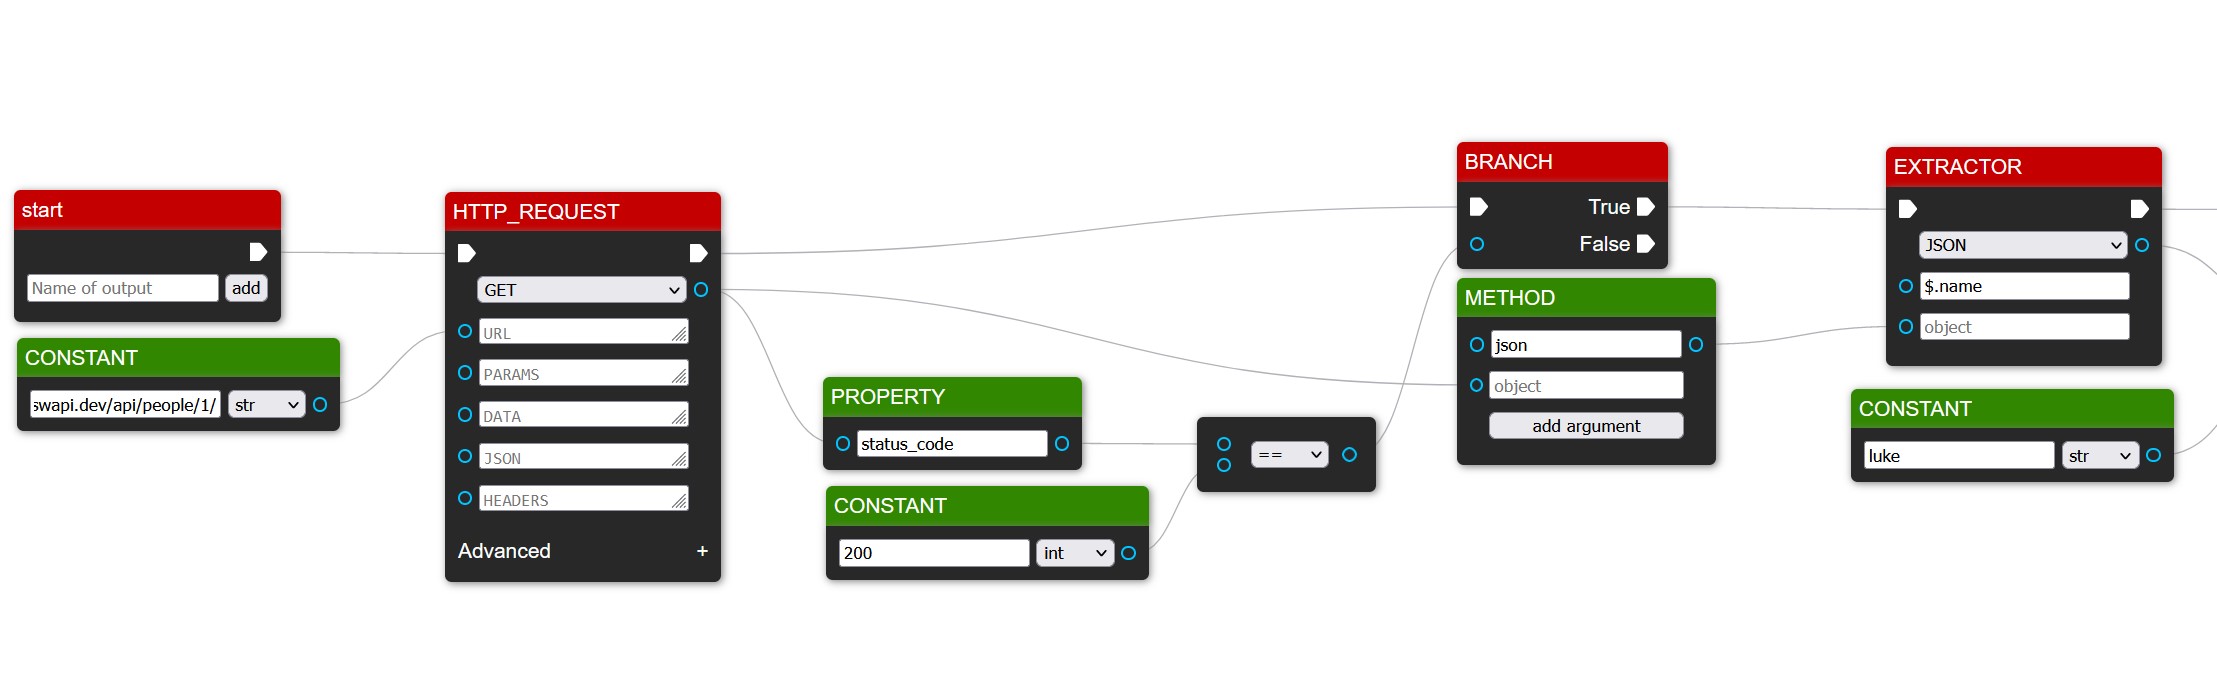 start
Name of output add
CONSTANT
swapi.dev/api/people/1/ str
HTTP_REQUEST
GET
URL
PARAMS
DATA
JSON
HEADERS
Advanced +
PROPERTY
status_code
CONSTANT
200 int
==
BRANCH
True
False
METHOD
json
object
add argument
EXTRACTOR
JSON
$.name
object
CONSTANT
luke str